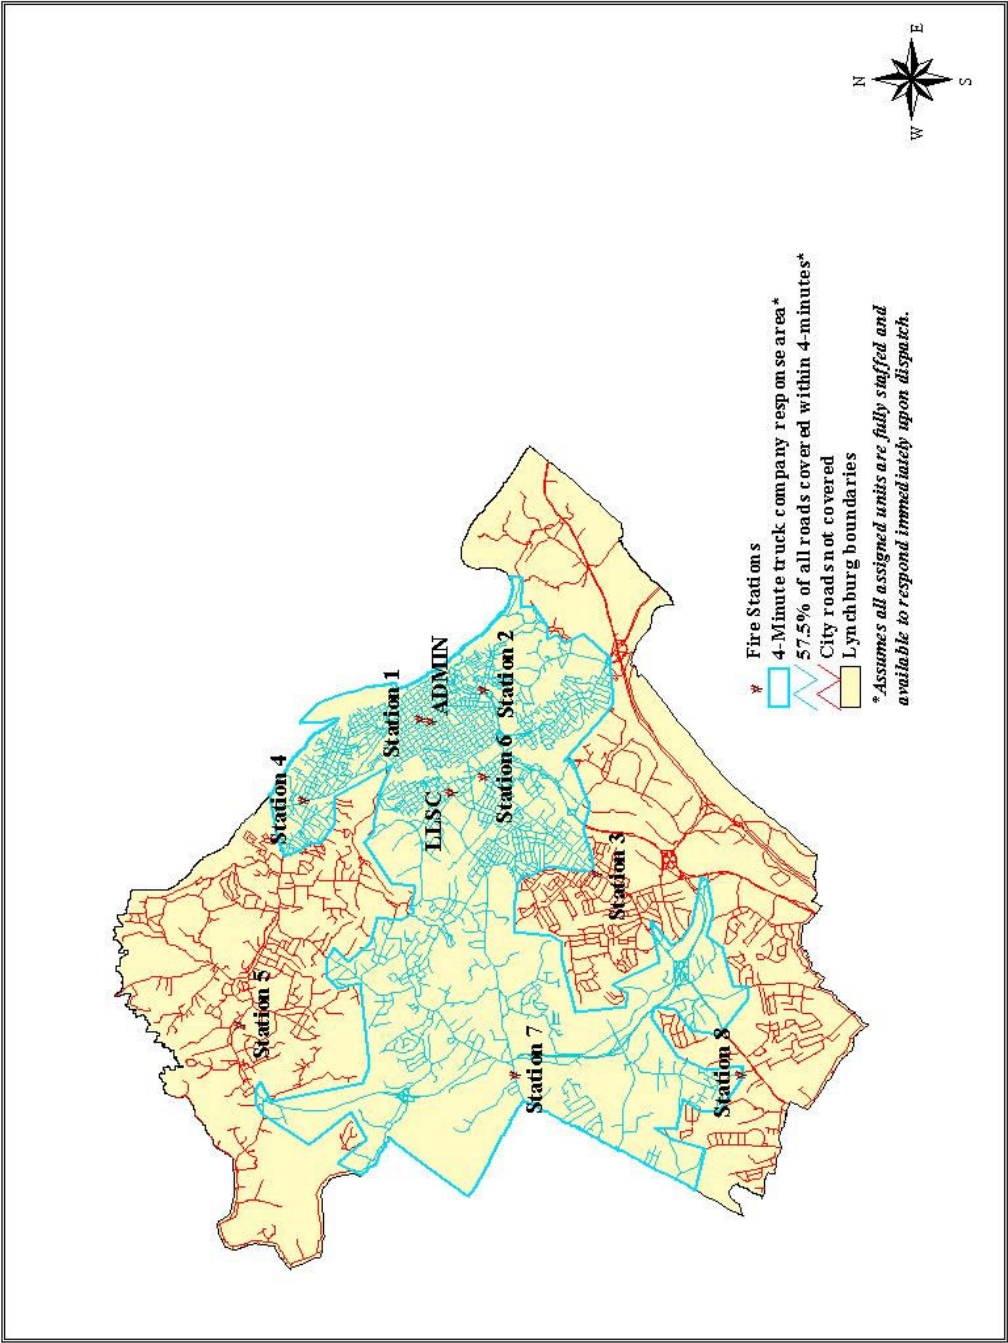 N
E
W
S
Station 4
Station 1
ADMIN
Station 5
LLSC
Station 6
Station 2
Station 3
Station 7
Station 8
Fire Stations
4-Minute truck company response area*
57.5% of all roads covered within 4-minutes*
City roads not covered
Lynchburg boundaries
*Assumes all assigned units are fully staffed and
available to respond immediately upon dispatch.